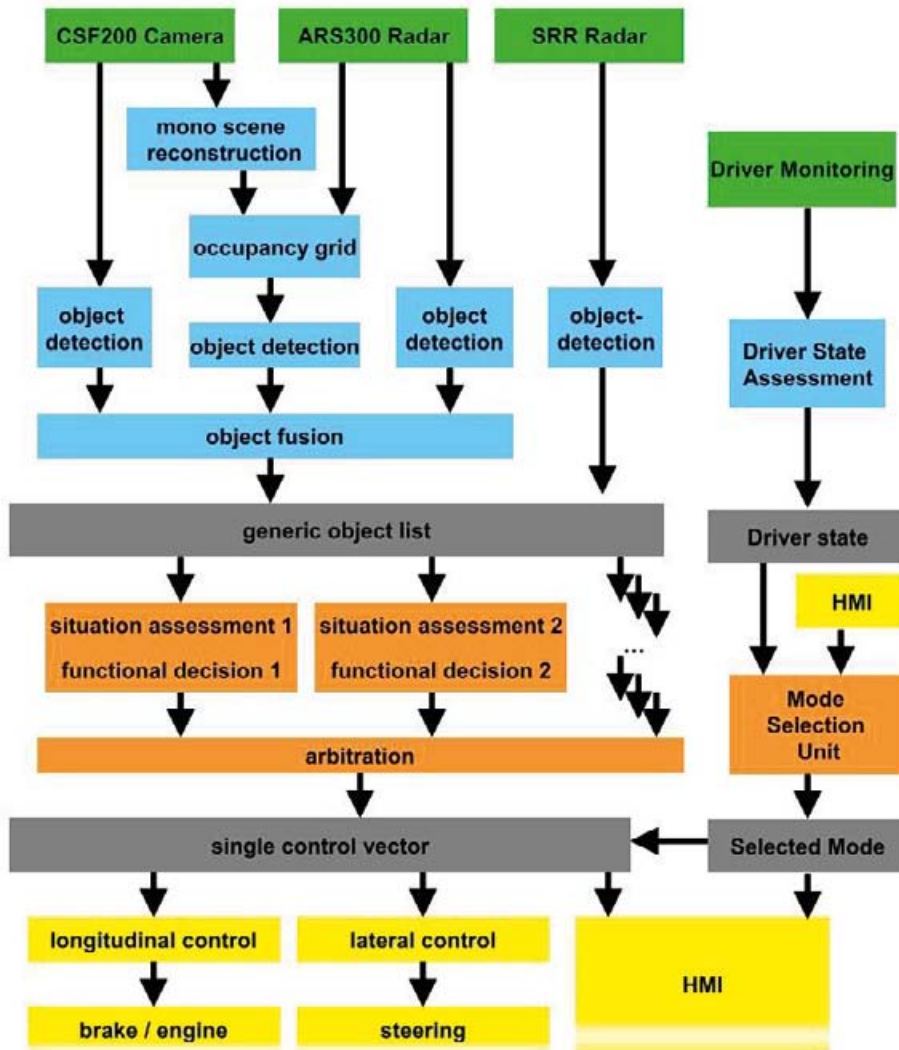 CSF200 Camera
ARS300 Radar
SRR Radar
mono scene
reconstruction
Driver Monitoring
occupancy grid
object
detection
object detection
object
detection
object-
detection
Driver State
Assessment
object fusion
generic object list
Driver state
HMI
situation assessment 1
functional decision 1
situation assessment 2
functional decision 2
...
Mode
Selection
Unit
arbitration
single control vector
Selected Mode
longitudinal control
lateral control
HMI
brake / engine
steering